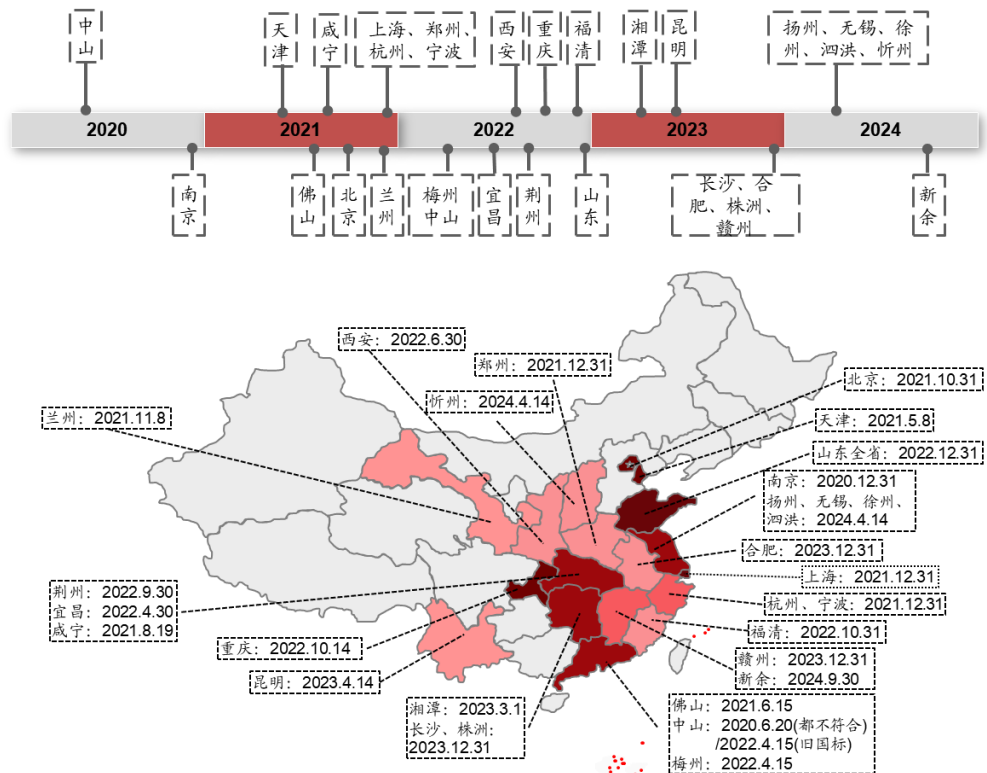 中
山
天
津
咸
宁
上海、郑州、
杭州、宁波
西
安
重
庆
福
清
湘
潭
昆
明
扬州、无锡、徐
州、泗洪、忻州
2020
2021
2022
2023
2024
南
京
佛
山
北
京
兰
州
梅州
中山
宜
昌
荆
州
山
东
长沙、合
肥、株洲、
赣州
新
余
西安：2022.6.30
郑州：2021.12.31
北京：2021.10.31
忻州：2024.4.14
兰州：2021.11.8
天津：2021.5.8
山东全省：2022.12.31
南京：2020.12.31
扬州、无锡、徐州、
泗洪：2024.4.14
合肥：2023.12.31
上海：2021.12.31
荆州：2022.9.30
宜昌：2022.4.30
咸宁：2021.8.19
杭州、宁波：2021.12.31
福清：2022.10.31
重庆：2022.10.14
赣州：2023.12.31
新余：2024.9.30
昆明：2023.4.14
湘潭：2023.3.1
长沙、株洲：
2023.12.31
佛山：2021.6.15
中山：2020.6.20(都不符合)
/2022.4.15(旧国标)
梅州：2022.4.15